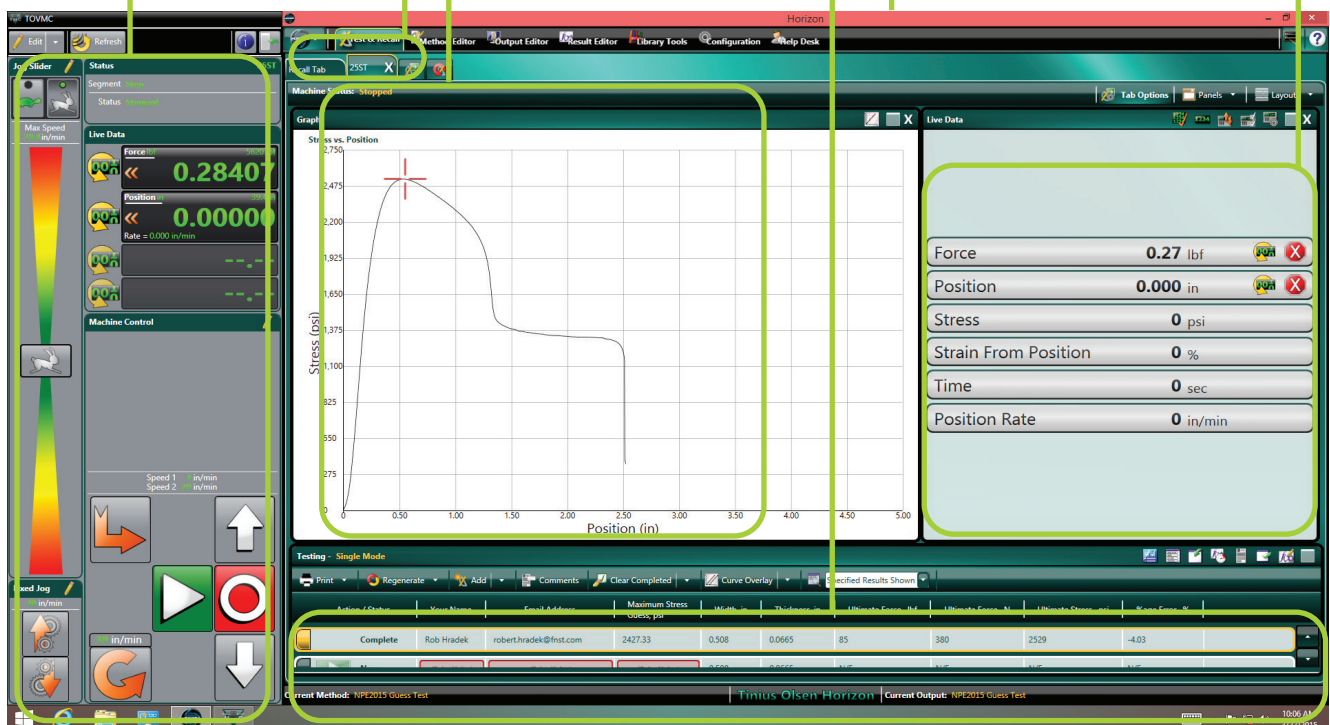 TOVMC
Horizon
Edit
Refresh
Test & Recall
Method Editor
Output Editor
Result Editor
Library Tools
Configuration
Help Desk
Recall Tab
25ST
X
Jog Slider
Status
Segment
Status
Max Speed
in/min
Live Data
Force lbf
0.28407
Position in
0.00000
Rate = 0.000 in/min
--.-
--.-
Machine Control
Speed 1 in/min
Speed 2 in/min
Fixed Jog
in/min
in/min
Machine Status: Stopped
Tab Options
Panels
Layout
Graph
X
Stress vs. Position
2,750
2,475
2,200
1,925
1,650
1,375
1,100
825
550
275
0
Stress (psi)
0 0.50 1.00 1.50 2.00 2.50 3.00 3.50 4.00 4.50 5.00
Position (in)
Live Data
X
Force 0.27 lbf
Position 0.000 in
Stress 0 psi
Strain From Position 0 %
Time 0 sec
Position Rate 0 in/min
Testing - Single Mode
Print
Regenerate
Add
Comments
Clear Completed
Curve Overlay
Specified Results Shown
Action / Status
Your Name
Email Address
Maximum Stress
Guess, psi
Width, in
Thickness, in
Ultimate Force, lbf
Ultimate Force, N
Ultimate Stress, psi
%age Error, %
Complete Rob Hradek robert.hradek@fnst.com 2427.33 0.508 0.0665 85 380 2529 -4.03
Current Method: NPE2015 Guess Test
Tinius Olsen Horizon
Current Output: NPE2015 Guess Test
10:06 AM